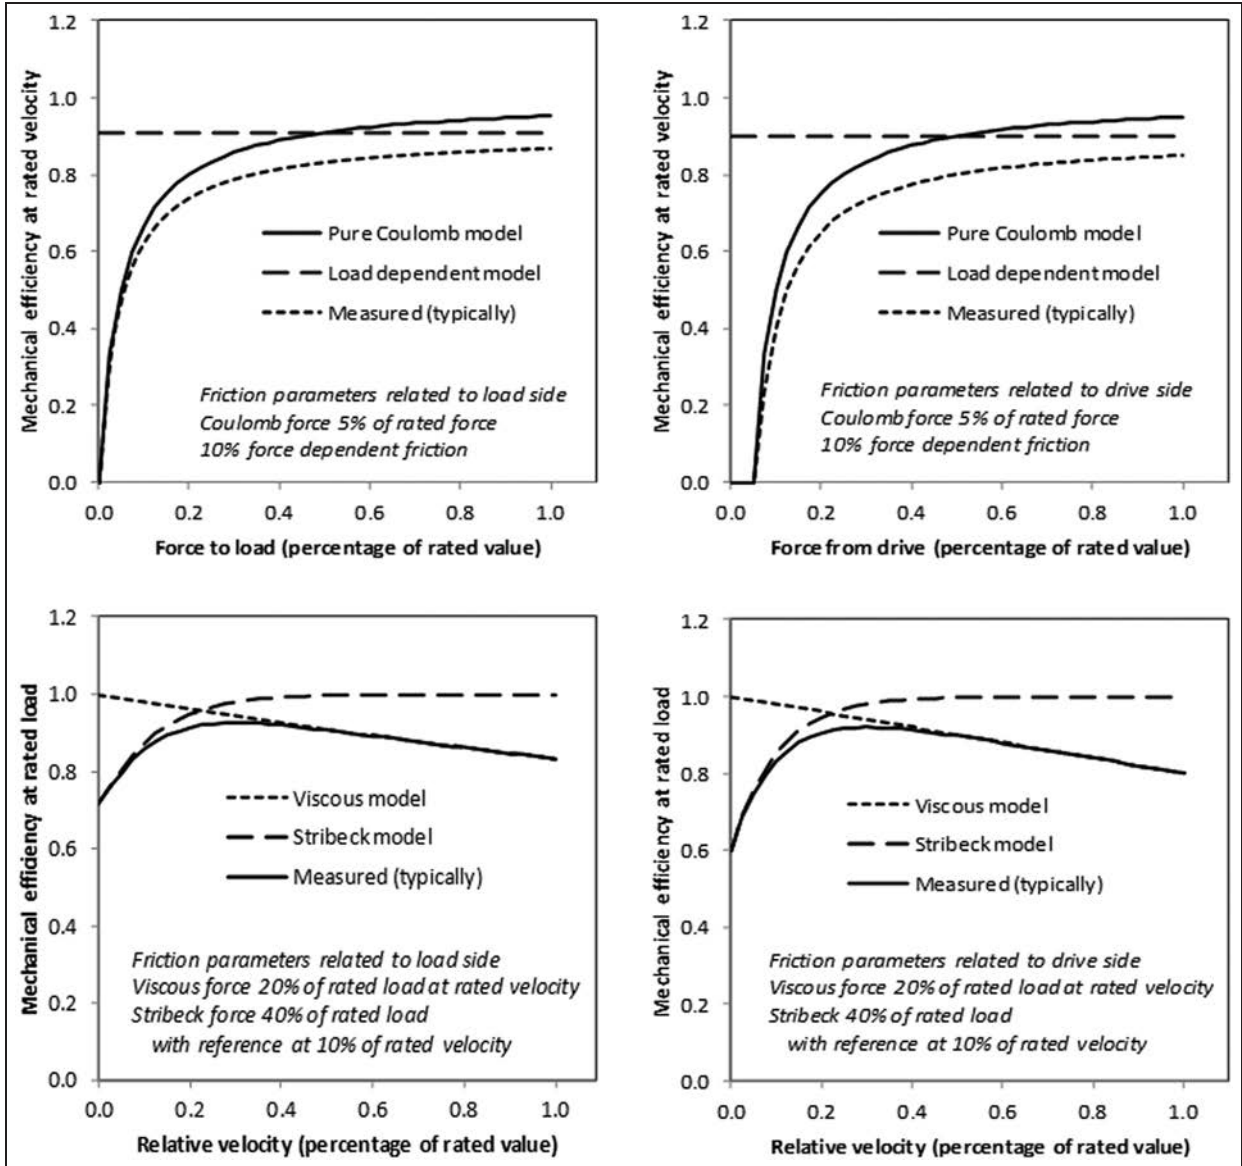 Mechanical efficiency at rated velocity
1.2
1.0
0.8
0.6
0.4
0.2
0.0
Pure Coulomb model
Load dependent model
Measured (typically)
Friction parameters related to load side
Coulomb force 5% of rated force
10% force dependent friction
0.0 0.2 0.4 0.6 0.8 1.0
Force to load (percentage of rated value)
Mechanical efficiency at rated velocity
1.2
1.0
0.8
0.6
0.4
0.2
0.0
Pure Coulomb model
Load dependent model
Measured (typically)
Friction parameters related to drive side
Coulomb force 5% of rated force
10% force dependent friction
0.0 0.2 0.4 0.6 0.8 1.0
Force from drive (percentage of rated value)
Mechanical efficiency at rated load
1.2
1.0
0.8
0.6
0.4
0.2
0.0
Viscous model
Stribeck model
Measured (typically)
Friction parameters related to load side
Viscous force 20% of rated load at rated velocity
Stribeck force 40% of rated load
with reference at 10% of rated velocity
0.0 0.2 0.4 0.6 0.8 1.0
Relative velocity (percentage of rated value)
Mechanical efficiency at rated load
1.2
1.0
0.8
0.6
0.4
0.2
0.0
Viscous model
Stribeck model
Measured (typically)
Friction parameters related to drive side
Viscous force 20% of rated load at rated velocity
Stribeck 40% of rated load
with reference at 10% of rated velocity
0.0 0.2 0.4 0.6 0.8 1.0
Relative velocity (percentage of rated value)